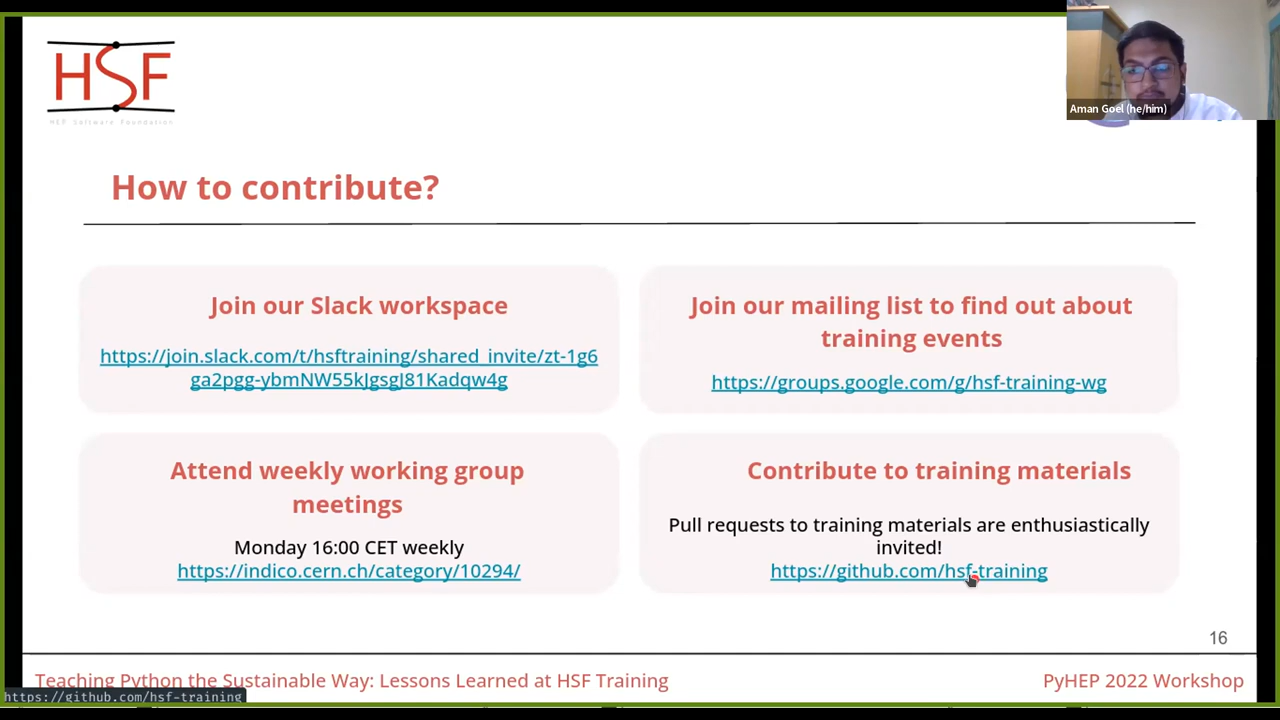 HSF
HEP Software Foundation
Aman Goel (he/him)
How to contribute?
Join our Slack workspace
https://join.slack.com/t/hsftraining/shared_invite/zt-1g6
ga2pgg-ybmNW55kJgsgJ81Kadqw4g
Join our mailing list to find out about
training events
https://groups.google.com/g/hsf-training-wg
Attend weekly working group
meetings
Monday 16:00 CET weekly
https://indico.cern.ch/category/10294/
Contribute to training materials
Pull requests to training materials are enthusiastically
invited!
https://github.com/hsf-training
16
Teaching Python the Sustainable Way: Lessons Learned at HSF Training
PyHEP 2022 Workshop
https://github.com/hsf-training